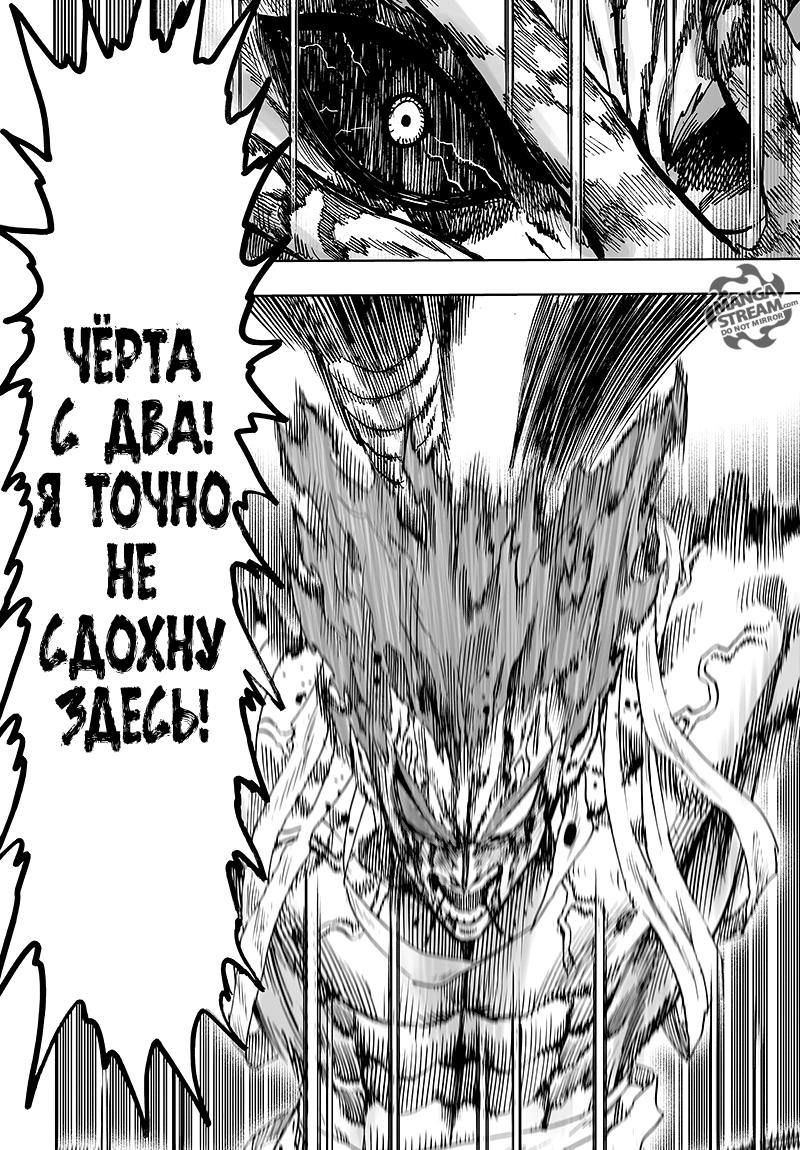 MANGA
STREAM.com
DO NOT MIRROR
ЧЁРТА
С ДВА!
Я ТОЧНО
НЕ
СДОХНУ
ЗДЕСЬ!